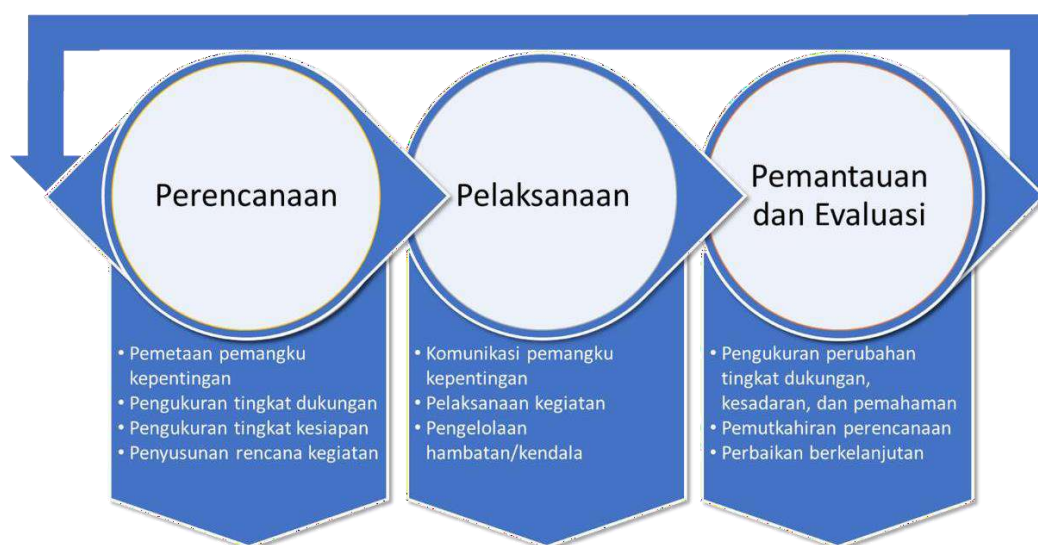 Perencanaan
• Pemetaan pemangku
kepentingan
• Pengukuran tingkat dukungan
• Pengukuran tingkat kesiapan
• Penyusunan rencana kegiatan
Pelaksanaan
• Komunikasi pemangku
kepentingan
• Pelaksanaan kegiatan
• Pengelolaan
hambatan/kendala
Pemantauan
dan Evaluasi
• Pengukuran perubahan
tingkat dukungan,
kesadaran, dan pemahaman
• Pemutkahiran perencanaan
• Perbaikan berkelanjutan